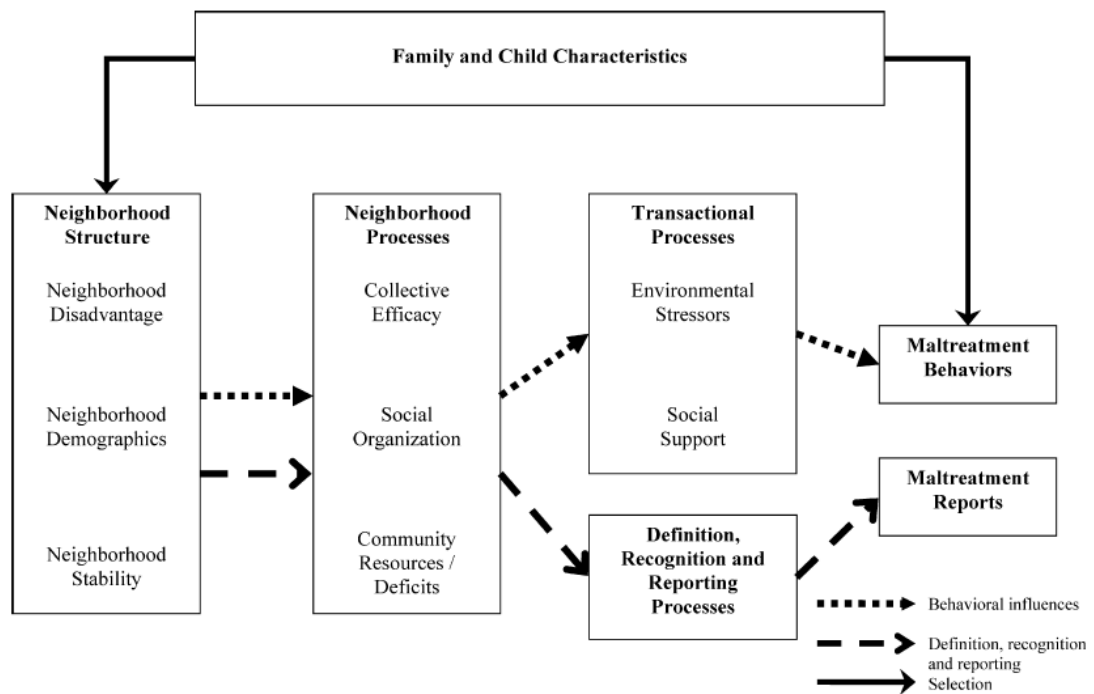 Family and Child Characteristics
Neighborhood
Structure
Neighborhood
Disadvantage
Neighborhood
Demographics
Neighborhood
Stability
Neighborhood
Processes
Collective
Efficacy
Social
Organization
Community
Resources /
Deficits
Transactional
Processes
Environmental
Stressors
Social
Support
Definition,
Recognition and
Reporting
Processes
Maltreatment
Behaviors
Maltreatment
Reports
Behavioral influences
Definition, recognition
and reporting
Selection